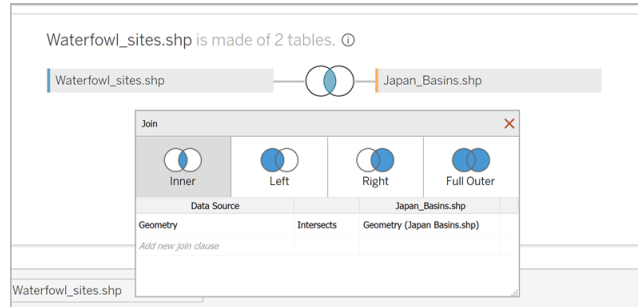 Waterfowl_sites.shp is made of 2 tables. ⓘ
Waterfowl_sites.shp
Japan_Basins.shp
Join
Inner
Left
Right
Full Outer
Data Source
Japan_Basins.shp
Geometry
Intersects
Geometry (Japan Basins.shp)
Add new join clause
Waterfowl_sites.shp